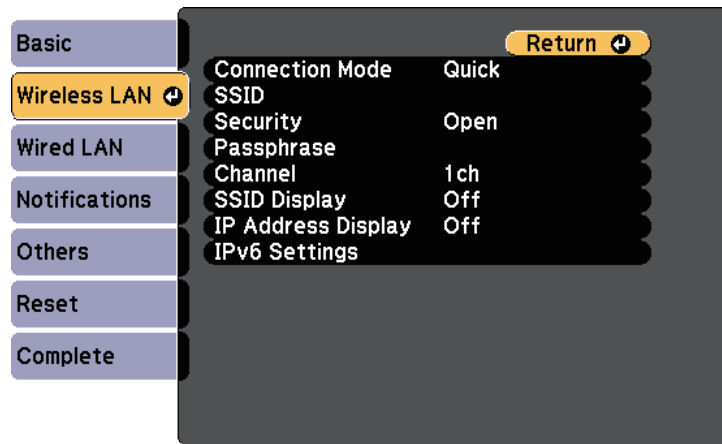 Basic
Wireless LAN
Wired LAN
Notifications
Others
Reset
Complete
Return
Connection Mode Quick
SSID
Security Open
Passphrase
Channel 1ch
SSID Display Off
IP Address Display Off
IPv6 Settings